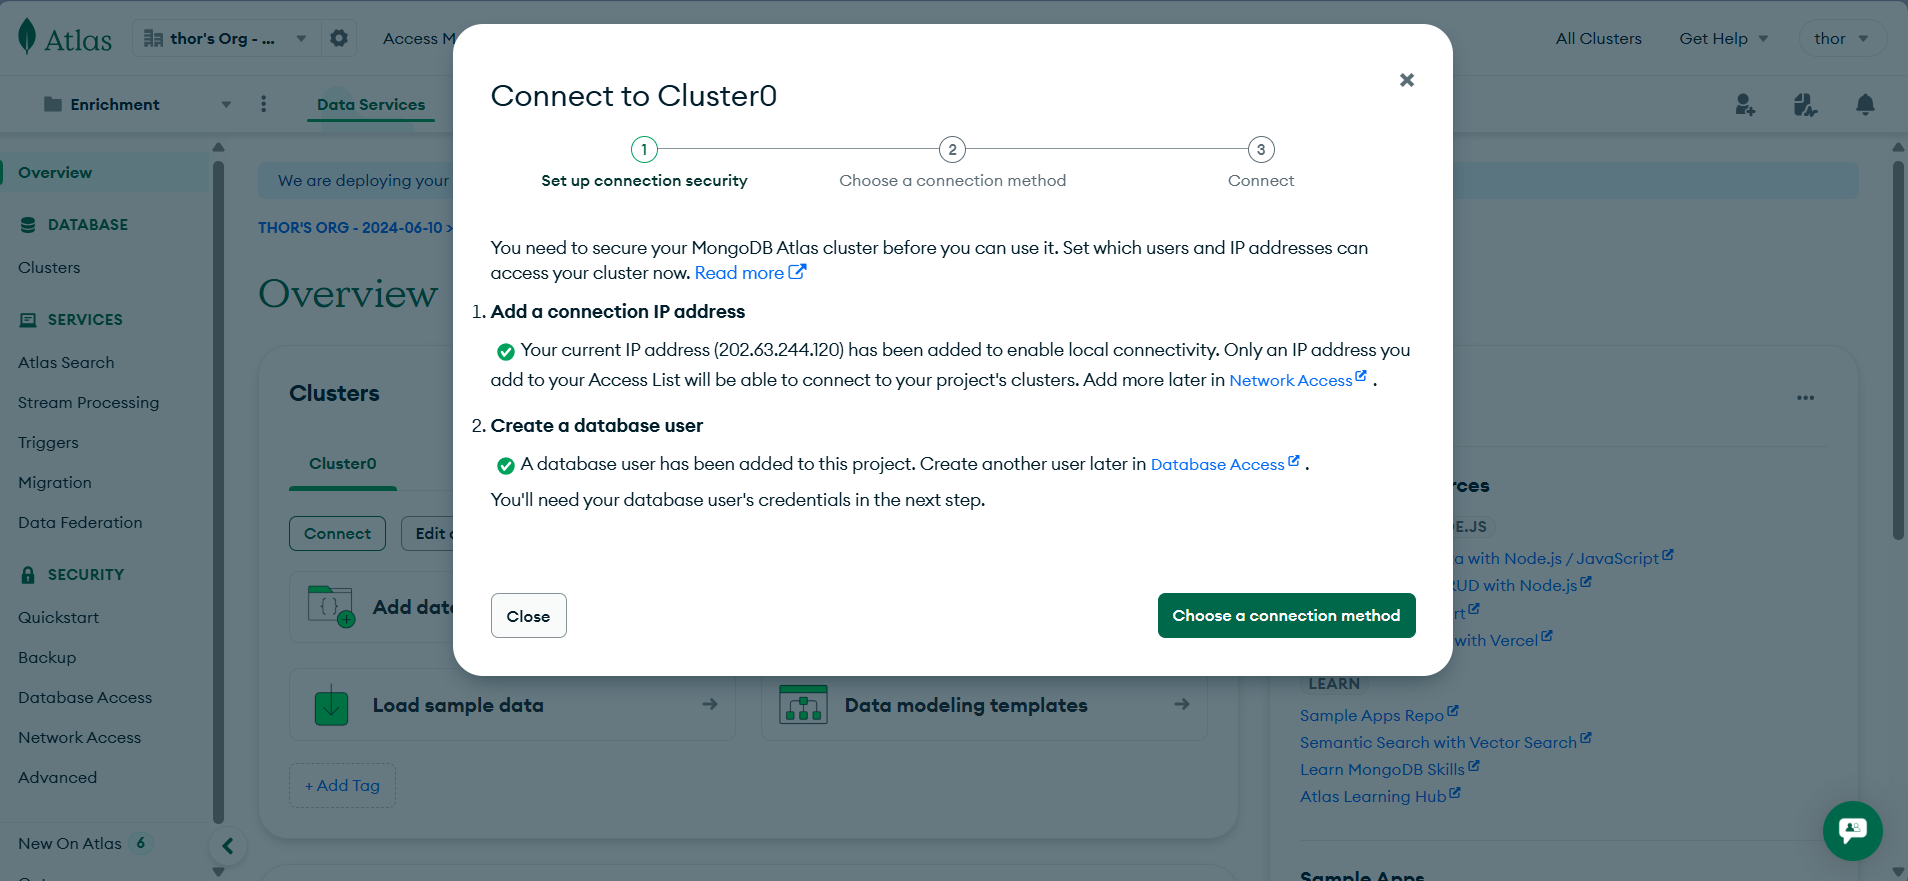 Atlas
thor's Org - ...
Access M
All Clusters
Get Help
thor
Enrichment
Data Services
Overview
DATABASE
Clusters
SERVICES
Atlas Search
Stream Processing
Triggers
Migration
Data Federation
SECURITY
Quickstart
Backup
Database Access
Network Access
Advanced
New On Atlas 6
We are deploying your
THOR'S ORG - 2024-06-10 >
Overview
Clusters
Cluster0
Connect
Edit
Add dat
Load sample data
Data modeling templates
+ Add Tag
Connect to Cluster0
1
2
3
Set up connection security
Choose a connection method
Connect
You need to secure your MongoDB Atlas cluster before you can use it. Set which users and IP addresses can
access your cluster now. Read more
1. Add a connection IP address
Your current IP address (202.63.244.120) has been added to enable local connectivity. Only an IP address you
add to your Access List will be able to connect to your project's clusters. Add more later in Network Access .
2. Create a database user
A database user has been added to this project. Create another user later in Database Access .
You'll need your database user's credentials in the next step.
Close
Choose a connection method
rces
E.JS
a with Node.js / JavaScript
UD with Node.js
rt
with Vercel
LEARN
Sample Apps Repo
Semantic Search with Vector Search
Learn MongoDB Skills
Atlas Learning Hub
Sample Apps